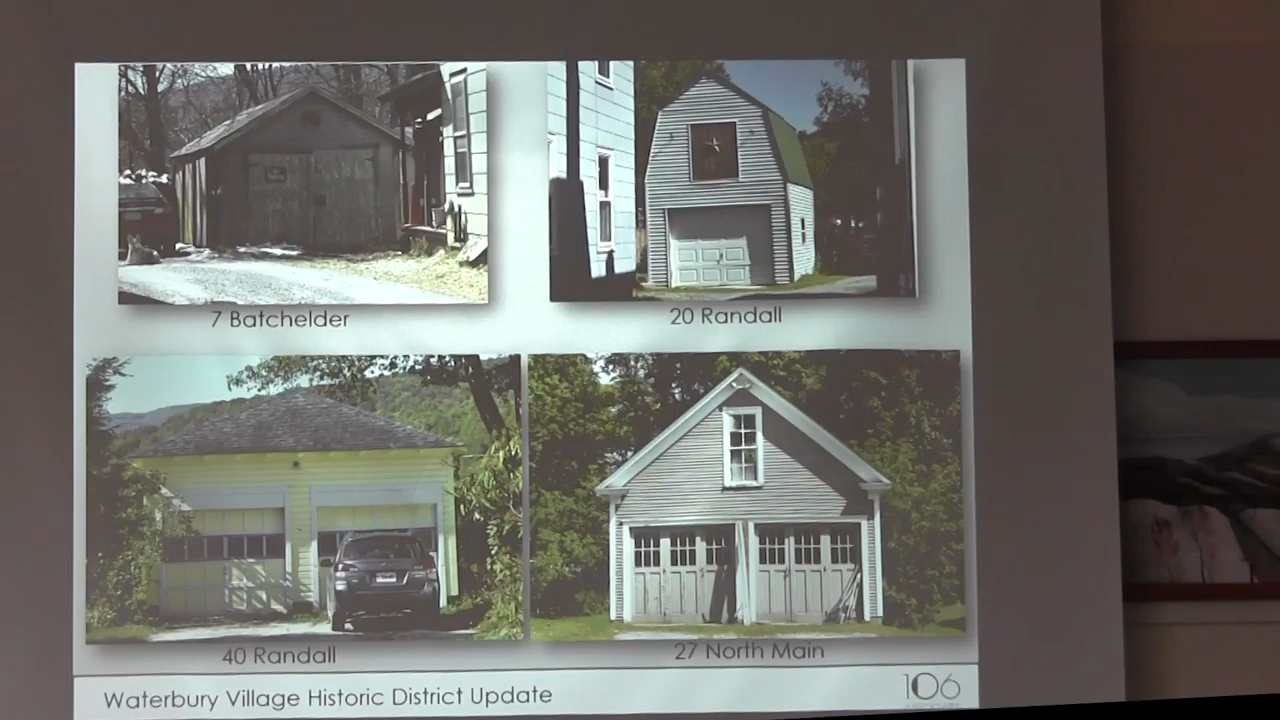 7 Batchelder
20 Randall
40 Randall
27 North Main
Waterbury Village Historic District Update
106